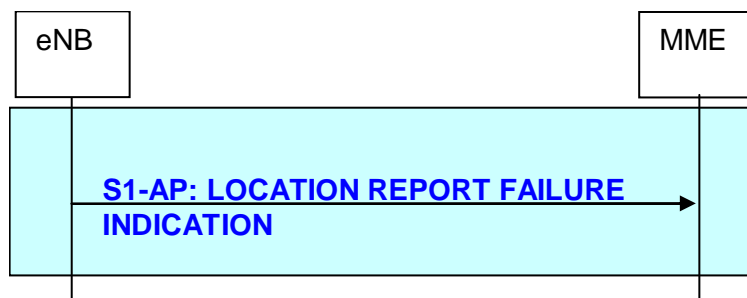 eNB
MME
S1-AP: LOCATION REPORT FAILURE
INDICATION